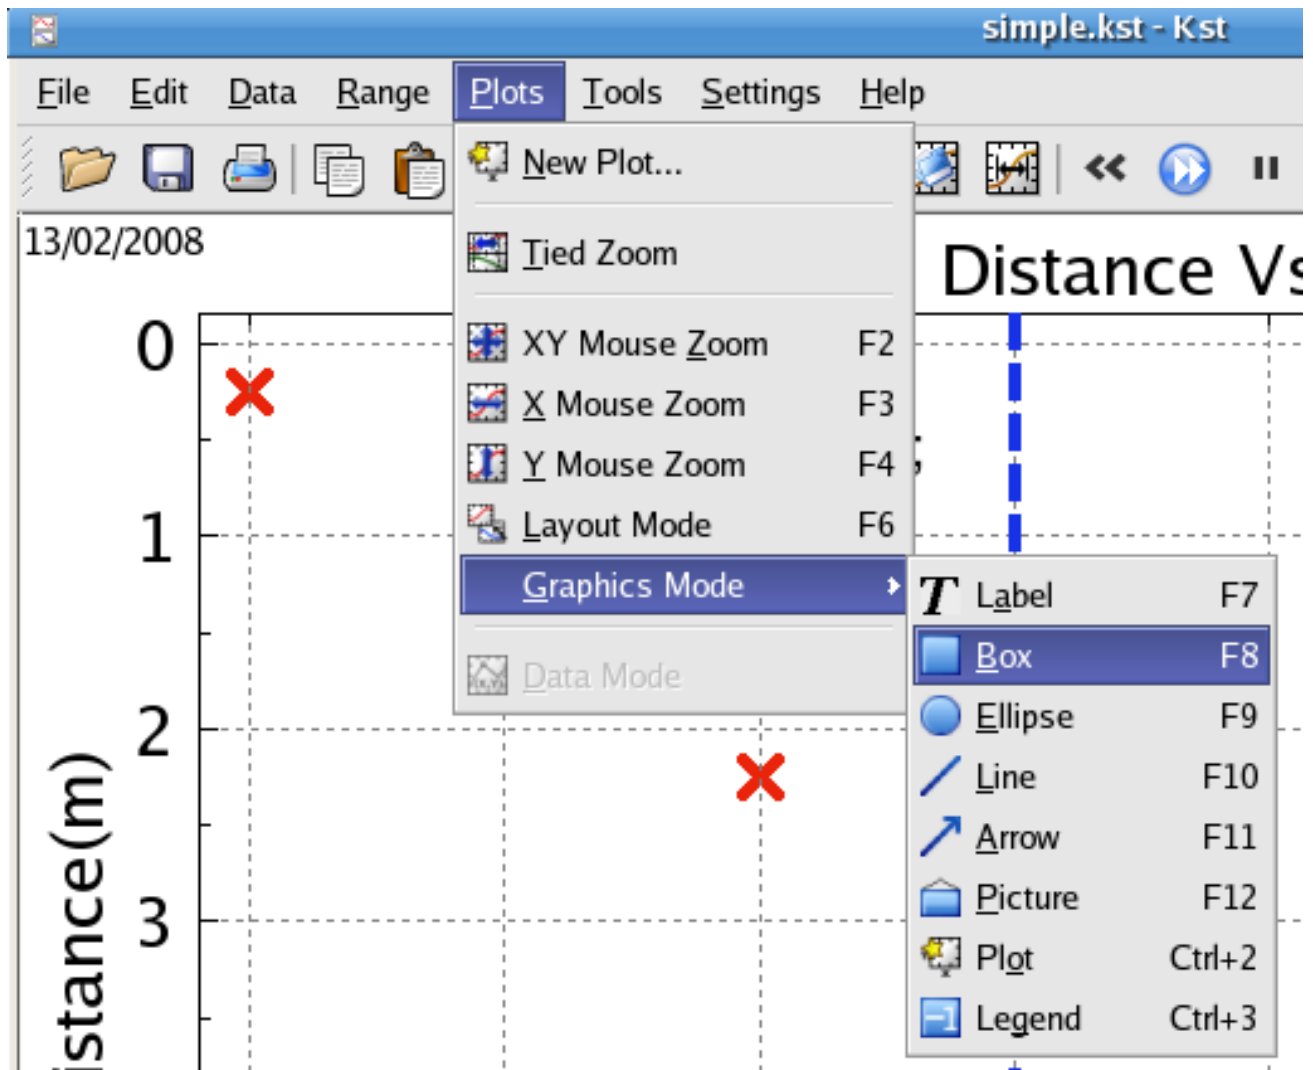 simple.kst - Kst
File Edit Data Range Plots Tools Settings Help
13/02/2008
Distance Vs
New Plot...
Tied Zoom
XY Mouse Zoom F2
X Mouse Zoom F3
Y Mouse Zoom F4
Layout Mode F6
Graphics Mode
Data Mode
Label F7
Box F8
Ellipse F9
Line F10
Arrow F11
Picture F12
Plot Ctrl+2
Legend Ctrl+3
0
1
2
3
istance(m)
;